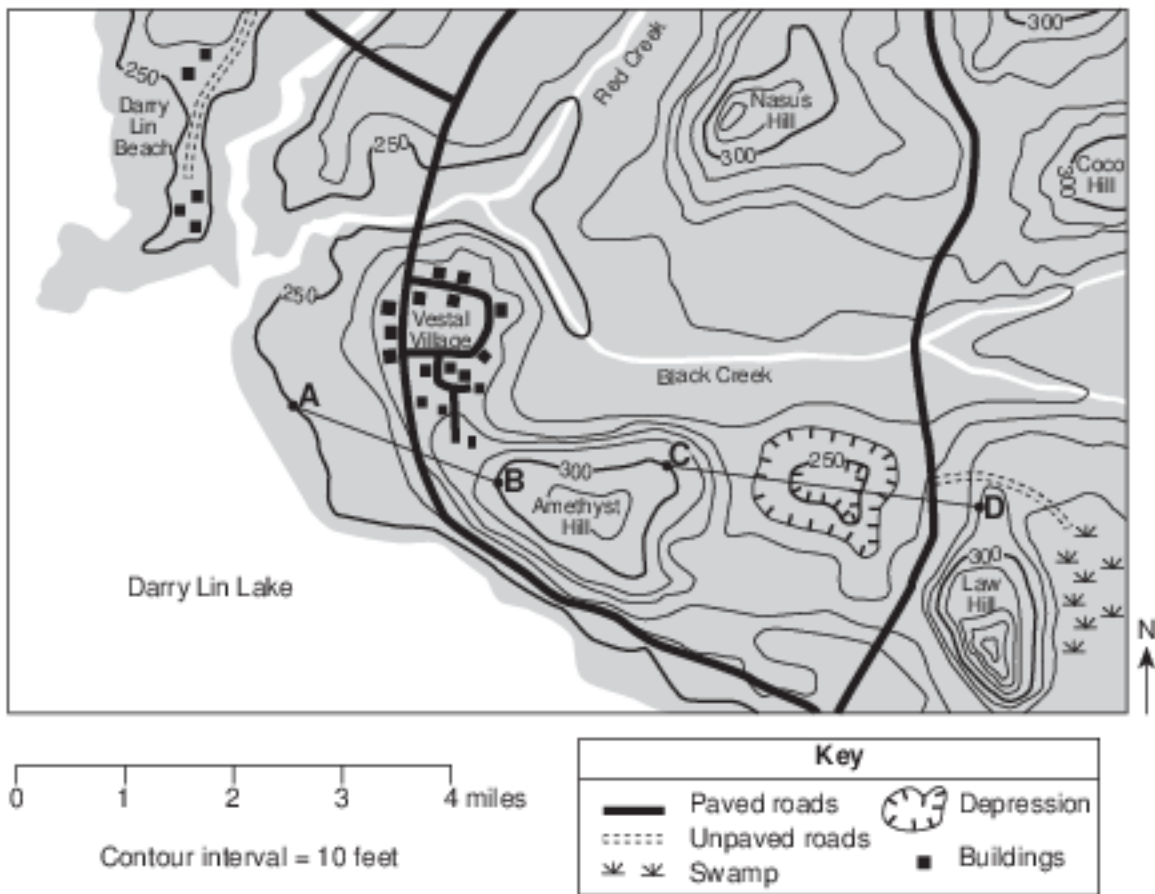 300
Red Creek
250
Darry
Lin
Beach
Nasus
Hill
250
300
Coco
Hill
300
250
Vestal
Village
Black Creek
A
300
C
250
B
Amethyst
Hill
D
300
Law
Hill
Darry Lin Lake
N
0 1 2 3 4 miles
Contour interval = 10 feet
Key
Paved roads
Depression
Unpaved roads
Swamp
Buildings